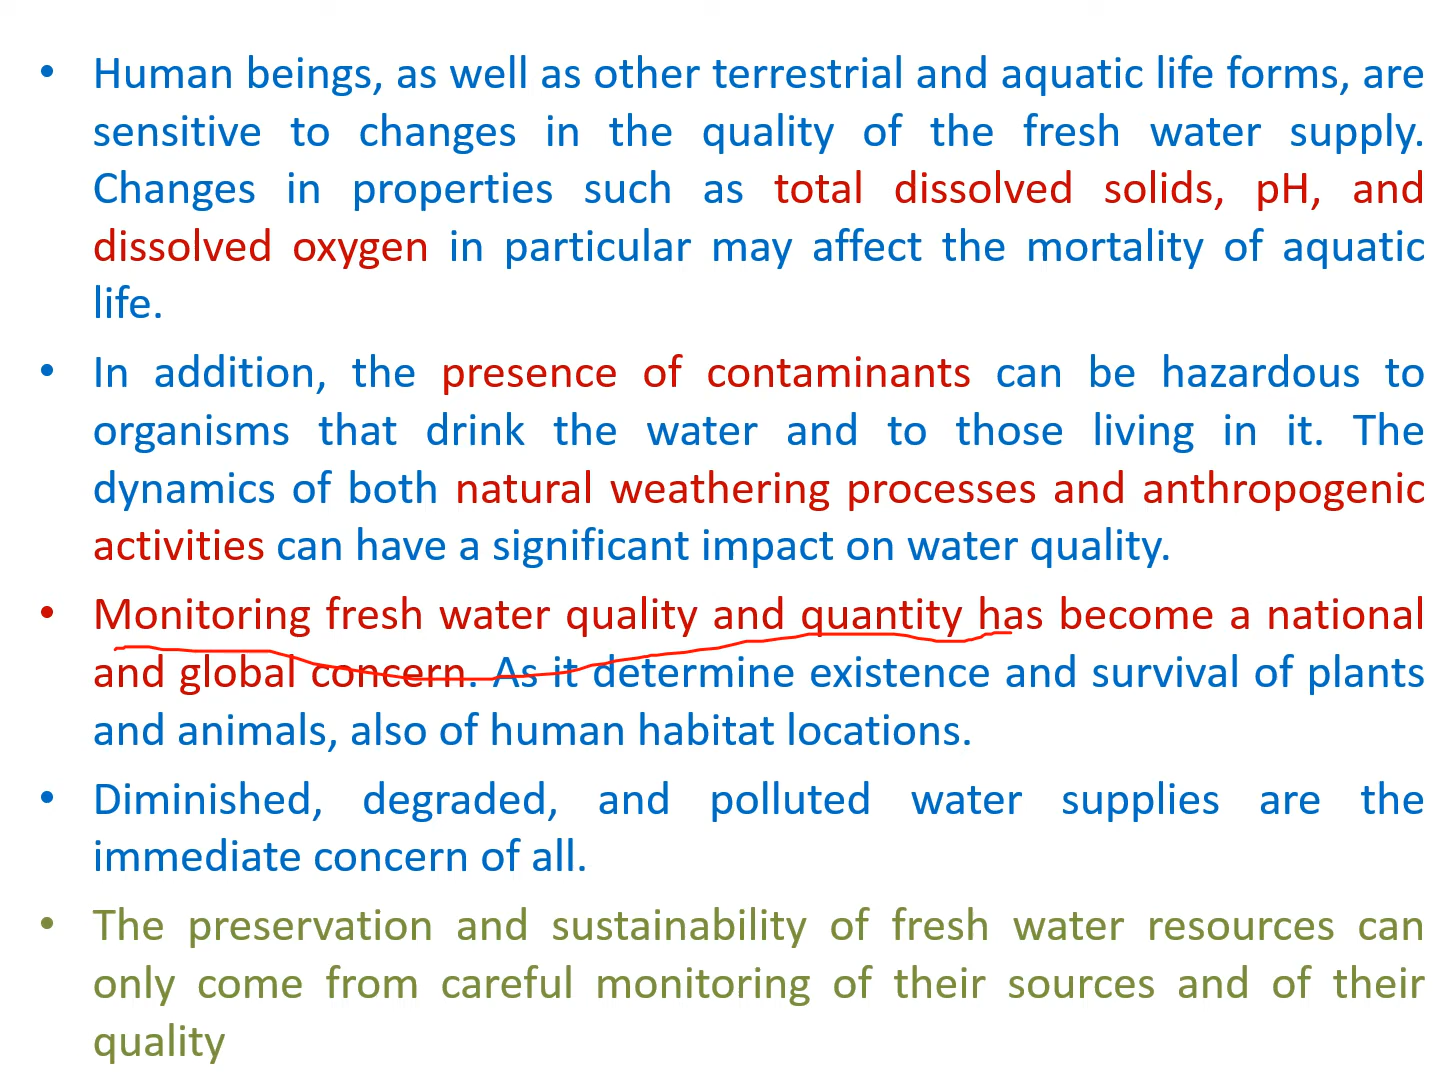 • Human beings, as well as other terrestrial and aquatic life forms, are
sensitive to changes in the quality of the fresh water supply.
Changes in properties such as total dissolved solids, pH, and
dissolved oxygen in particular may affect the mortality of aquatic
life.
• In addition, the presence of contaminants can be hazardous to
organisms that drink the water and to those living in it. The
dynamics of both natural weathering processes and anthropogenic
activities can have a significant impact on water quality.
• Monitoring fresh water quality and quantity has become a national
and global concern. As it determine existence and survival of plants
and animals, also of human habitat locations.
• Diminished, degraded, and polluted water supplies are the
immediate concern of all.
• The preservation and sustainability of fresh water resources can
only come from careful monitoring of their sources and of their
quality